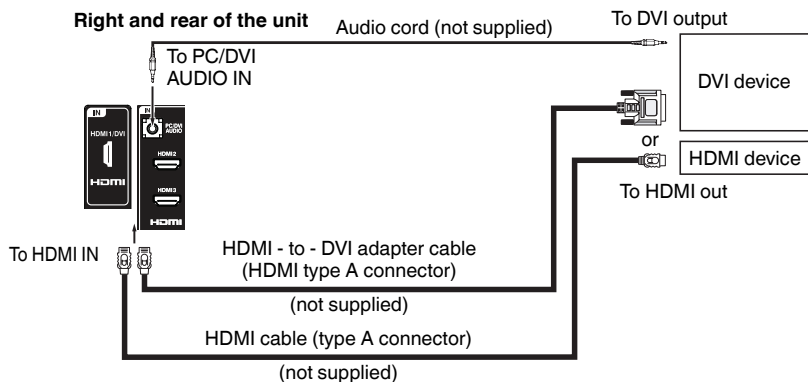 Right and rear of the unit
Audio cord (not supplied)
To DVI output
To PC/DVI
AUDIO IN
DVI device
IN
HDMI1/DVI
HDMI
IN
PC/DVI
AUDIO
HDMI2
HDMI3
HDMI
or
HDMI device
To HDMI out
To HDMI IN
HDMI - to - DVI adapter cable
(HDMI type A connector)
(not supplied)
HDMI cable (type A connector)
(not supplied)